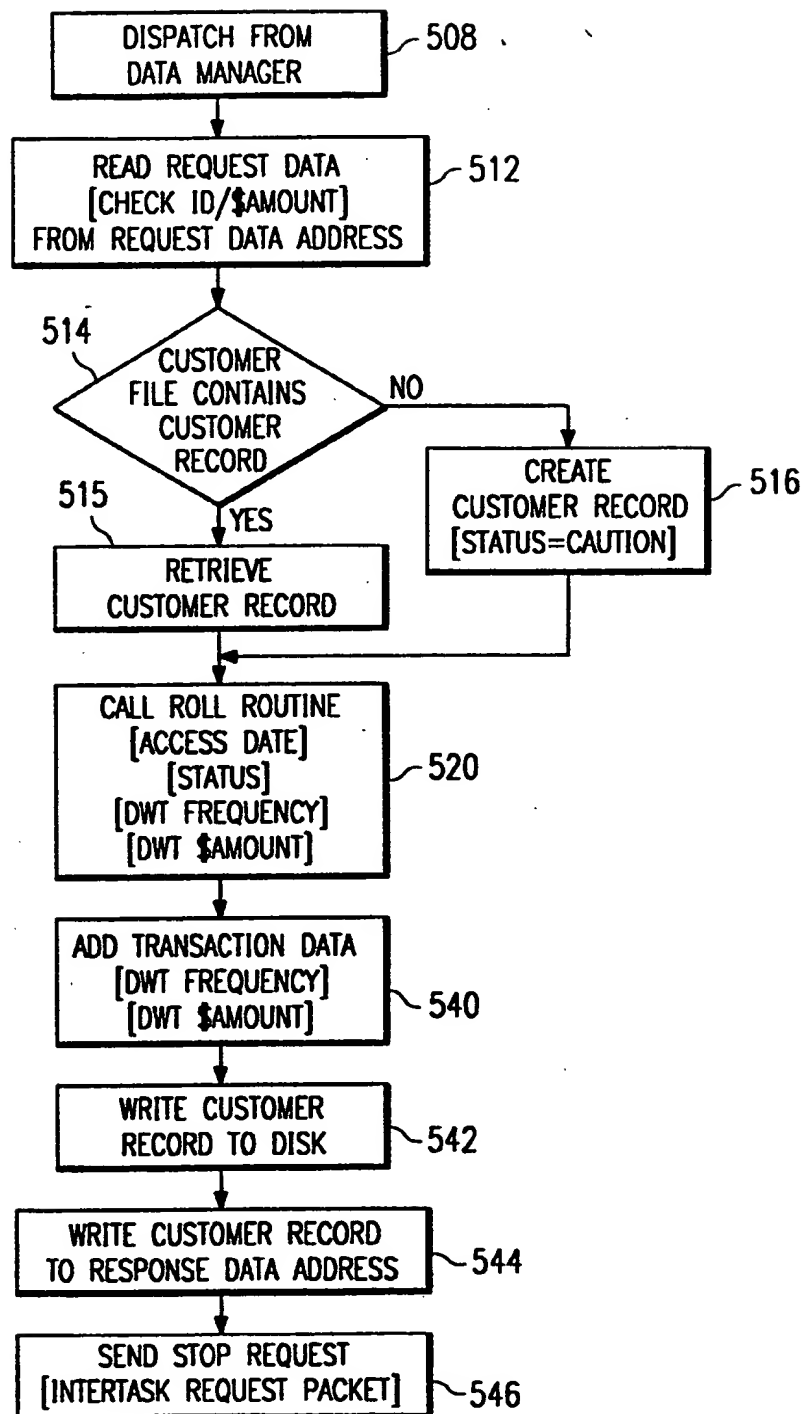 DISPATCH FROM
DATA MANAGER
508
READ REQUEST DATA
[CHECK ID/$AMOUNT]
FROM REQUEST DATA ADDRESS
512
514
CUSTOMER
FILE CONTAINS
CUSTOMER
RECORD
NO
CREATE
CUSTOMER RECORD
[STATUS=CAUTION]
516
515
YES
RETRIEVE
CUSTOMER RECORD
CALL ROLL ROUTINE
[ACCESS DATE]
[STATUS]
[DWT FREQUENCY]
[DWT $AMOUNT]
520
ADD TRANSACTION DATA
[DWT FREQUENCY]
[DWT $AMOUNT]
540
WRITE CUSTOMER
RECORD TO DISK
542
WRITE CUSTOMER RECORD
TO RESPONSE DATA ADDRESS
544
SEND STOP REQUEST
[INTERTASK REQUEST PACKET]
546